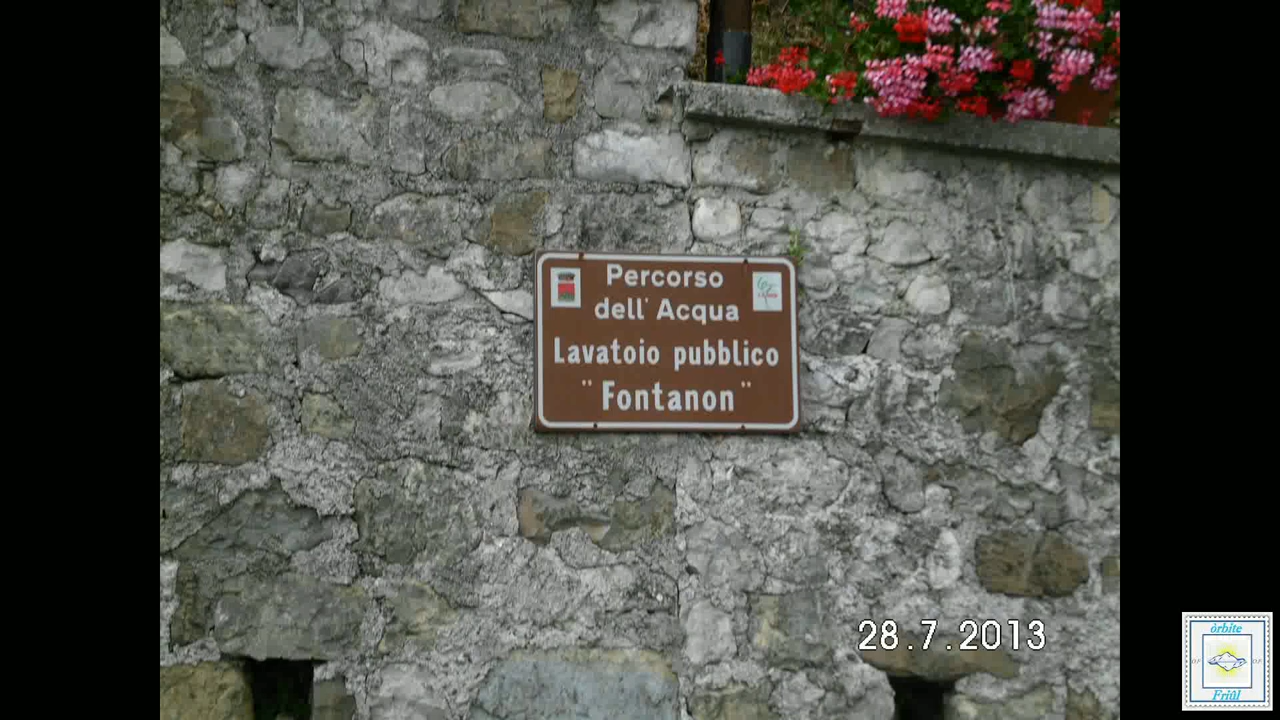 Percorso
dell' Acqua
Lavatoio pubblico
"Fontanon"
28.7.2013
òrbite
Friûl